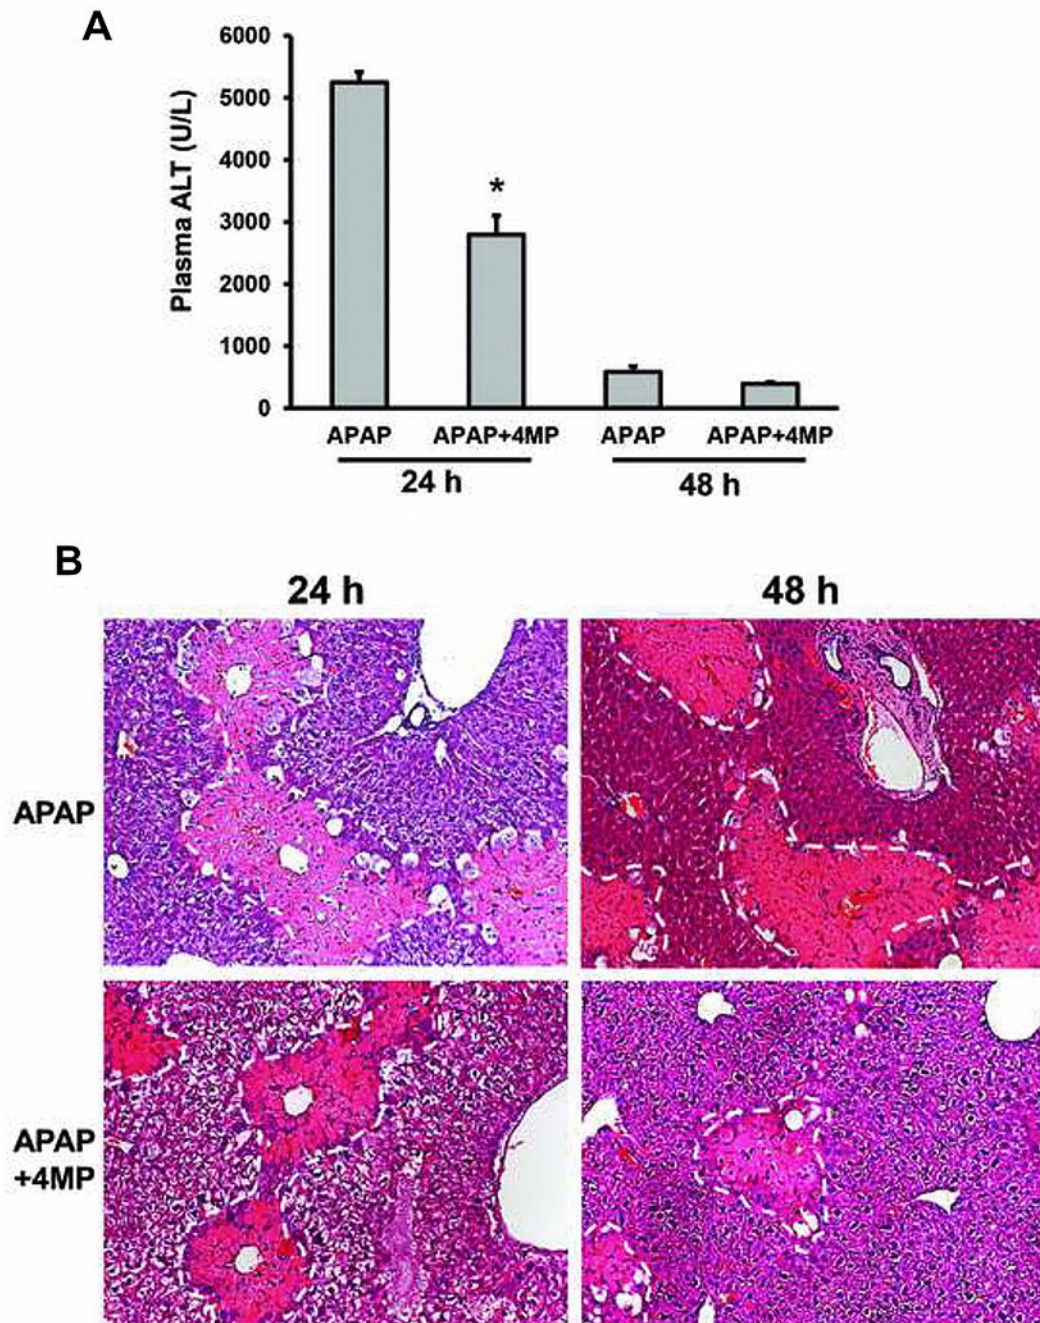 A
6000
5000
4000
3000
2000
1000
0
Plasma ALT (U/L)
*
APAP APAP+4MP APAP APAP+4MP
24 h 48 h
B
24 h 48 h
APAP
APAP
+4MP